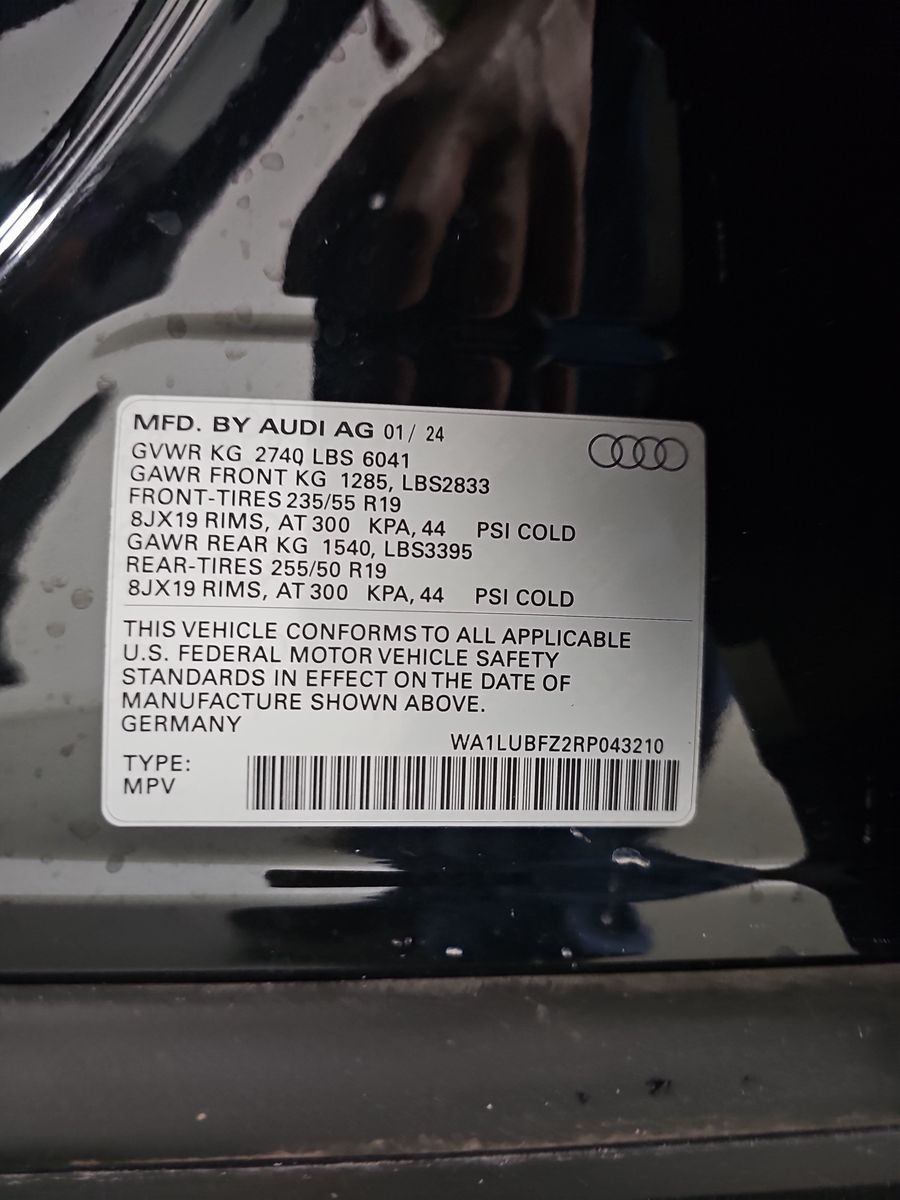 MFD. BY AUDI AG 01/ 24
GVWR KG 2740 LBS 6041
GAWR FRONT KG 1285, LBS2833
FRONT-TIRES 235/55 R19
8JX19 RIMS, AT 300 KPA, 44 PSI COLD
GAWR REAR KG 1540, LBS3395
REAR-TIRES 255/50 R19
8JX19 RIMS, AT 300 KPA, 44 PSI COLD
THIS VEHICLE CONFORMS TO ALL APPLICABLE
U.S. FEDERAL MOTOR VEHICLE SAFETY
STANDARDS IN EFFECT ON THE DATE OF
MANUFACTURE SHOWN ABOVE.
GERMANY
WA1LUBFZ2RP043210
TYPE:
MPV